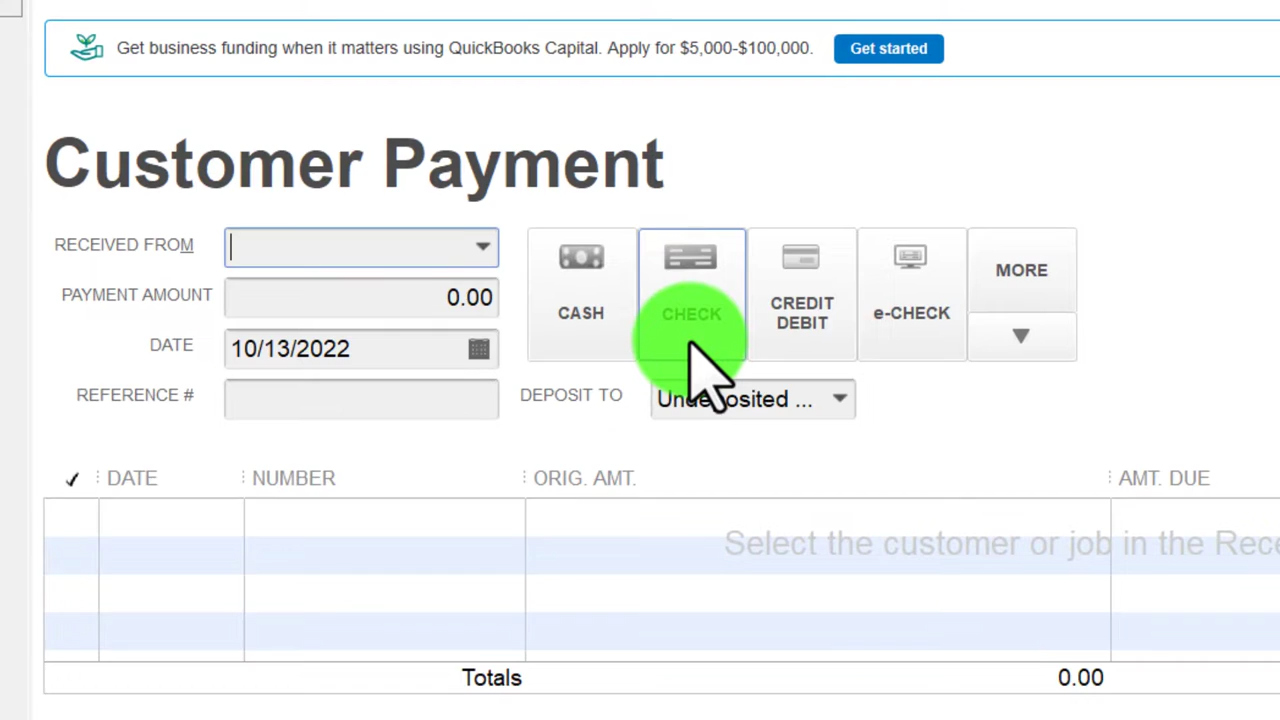 Get business funding when it matters using QuickBooks Capital. Apply for $5,000-$100,000. Get started
Customer Payment
RECEIVED FROM
PAYMENT AMOUNT 0.00
DATE 10/13/2022
REFERENCE #
CASH
CHECK
CREDIT
DEBIT
e-CHECK
MORE
DEPOSIT TO
DATE NUMBER ORIG. AMT. AMT. DUE
Select the customer or job in the
Totals 0.00